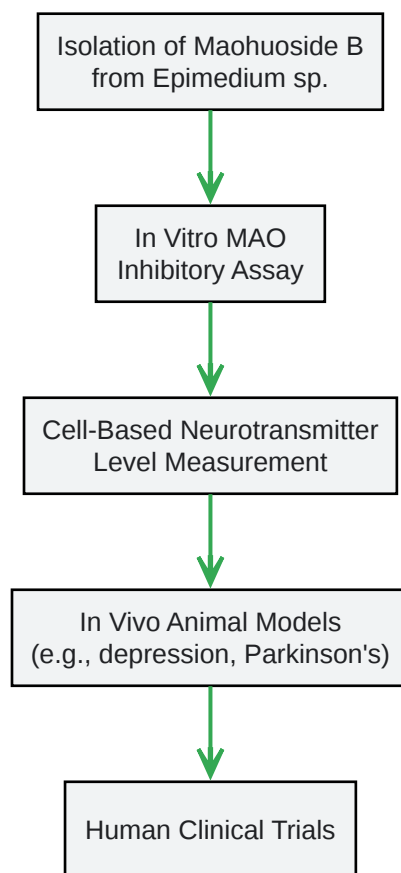 Isolation of Maohuoside B
from Epimedium sp.
In Vitro MAO
Inhibitory Assay
Cell-Based Neurotransmitter
Level Measurement
In Vivo Animal Models
(e.g., depression, Parkinson's)
Human Clinical Trials